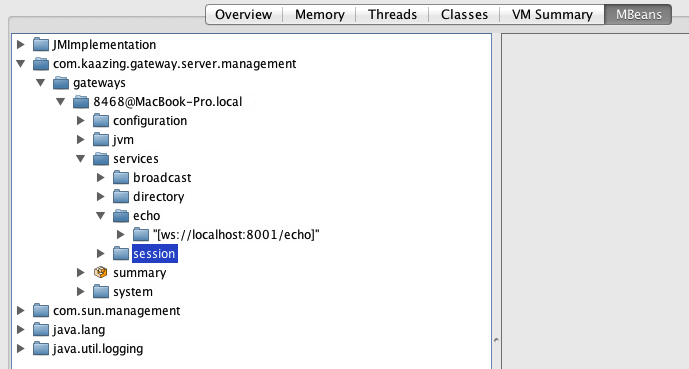 Overview Memory Threads Classes VM Summary MBeans
JMImplementation
com.kaazing.gateway.server.management
gateways
8468@MacBook-Pro.local
configuration
jvm
services
broadcast
directory
echo
"[ws://localhost:8001/echo]"
session
summary
system
com.sun.management
java.lang
java.util.logging